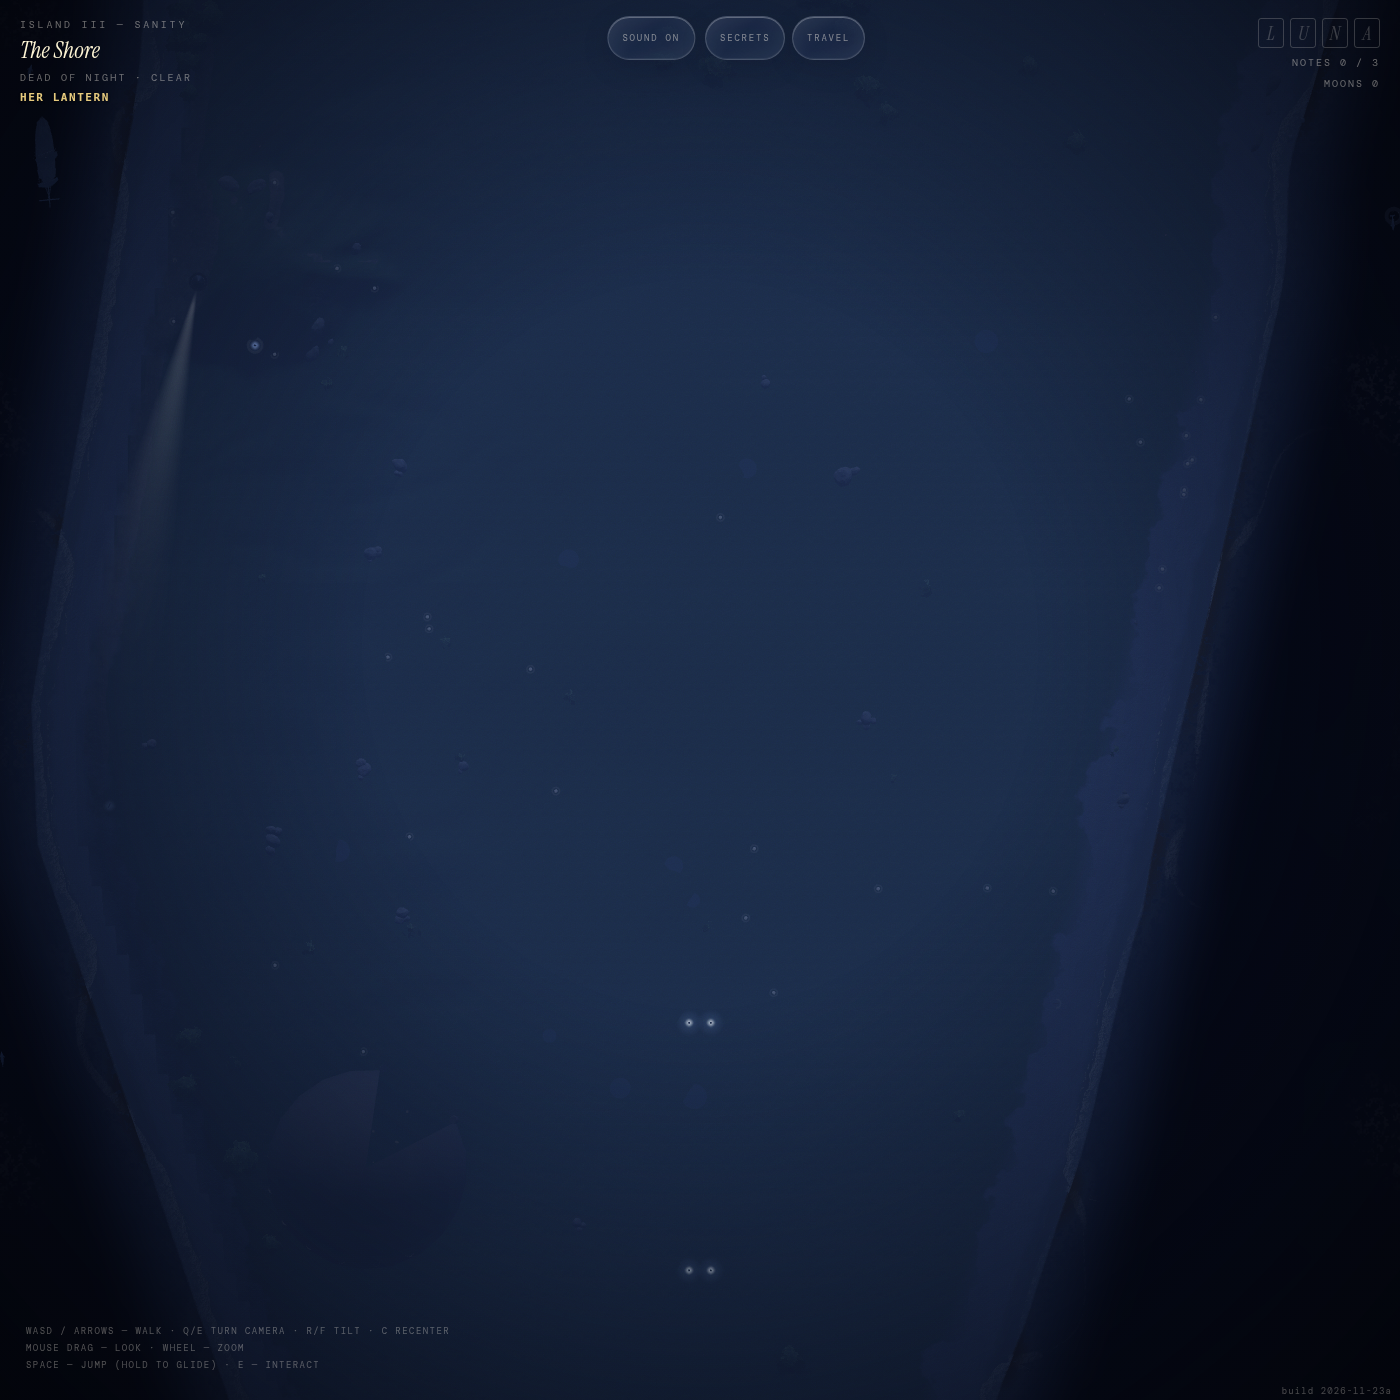 ISLAND III — SANITY
The Shore
DEAD OF NIGHT · CLEAR
HER LANTERN
SOUND ON
SECRETS
TRAVEL
L U N A
NOTES 0 / 3
MOONS 0
WASD / ARROWS — WALK · Q/E TURN CAMERA · R/F TILT · C RECENTER
MOUSE DRAG — LOOK · WHEEL — ZOOM
SPACE — JUMP (HOLD TO GLIDE) · E — INTERACT
build 2026-11-23a